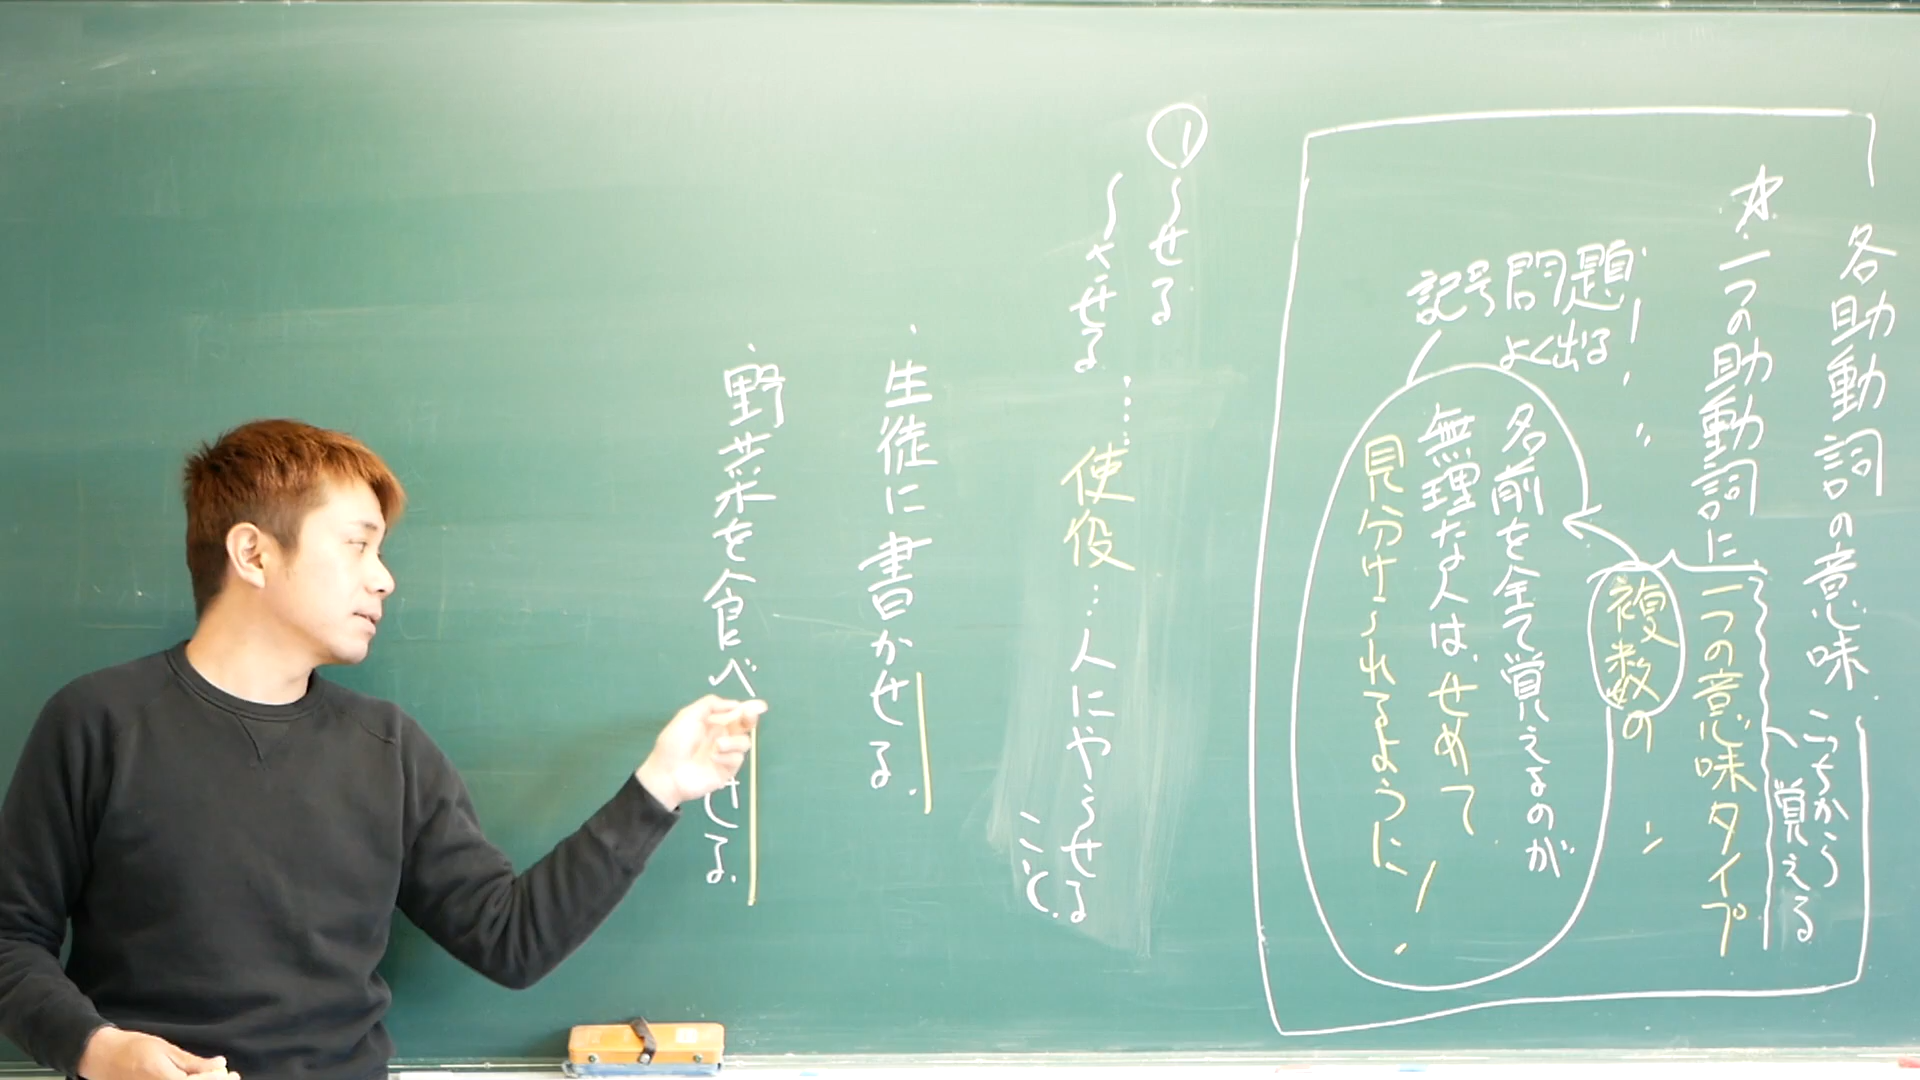 各助動詞の意味
こっちから
覚える
☆・一つの助動詞に一つの意味タイプ
複数の 〃
記号問題
よく出る!
名前を全て覚えるのが
無理な人は、せめて
見分けられるように!
① 〜せる
〜させる
……使役…人にやらせる
こと。
・生徒に書かせる。
・野菜を食べ させる。